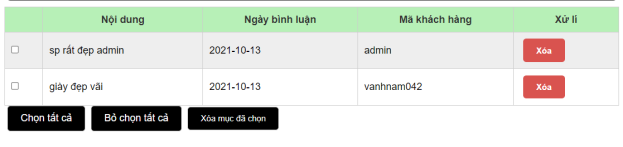 Nội dung Ngày bình luận Mã khách hàng Xử lí
sp rất đẹp admin 2021-10-13 admin Xóa
giày đẹp vãi 2021-10-13 vanhnam042 Xóa
Chọn tất cả Bỏ chọn tất cả Xóa mục đã chọn